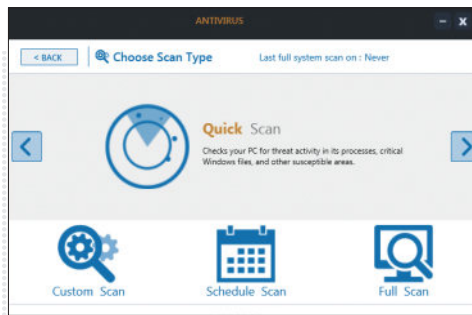 ANTIVIRUS
< BACK
Choose Scan Type
Last full system scan on : Never
Quick Scan
Checks your PC for threat activity in its processes, critical
Windows files, and other susceptible areas.
Custom Scan
Schedule Scan
Full Scan